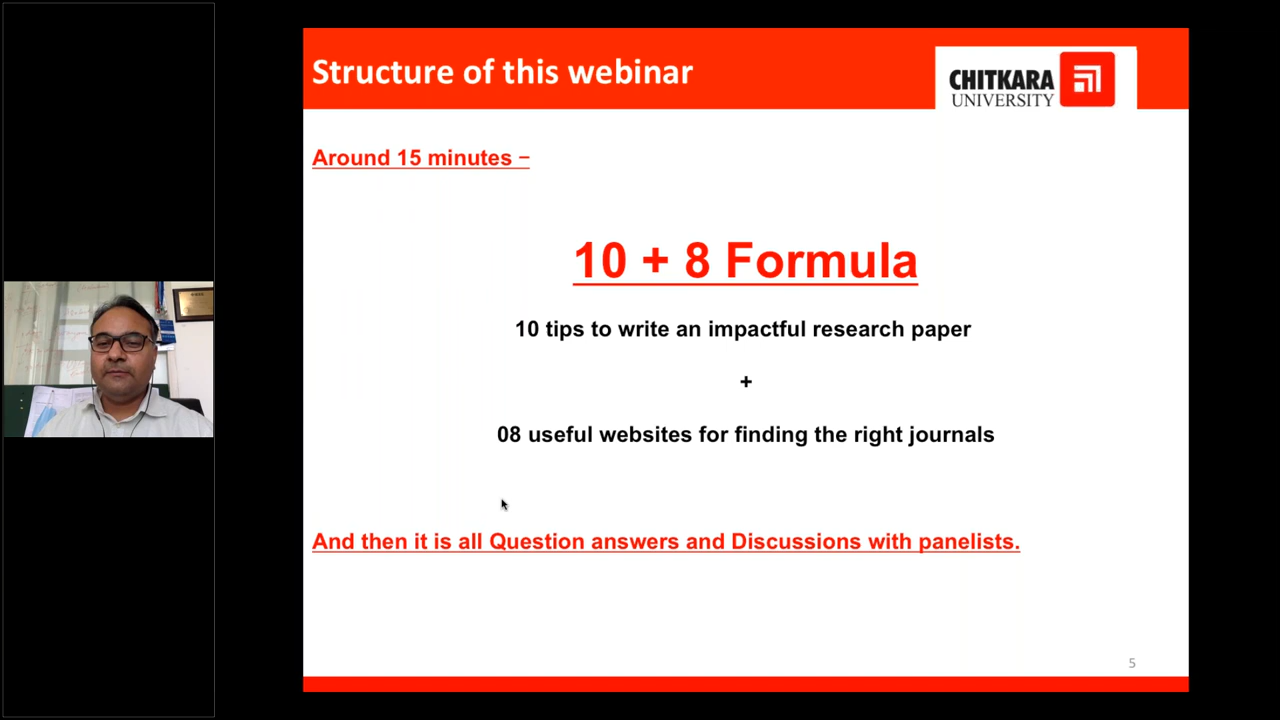 Structure of this webinar
CHITKARA
UNIVERSITY
Around 15 minutes –
10 + 8 Formula
10 tips to write an impactful research paper
+
08 useful websites for finding the right journals
And then it is all Question answers and Discussions with panelists.
5